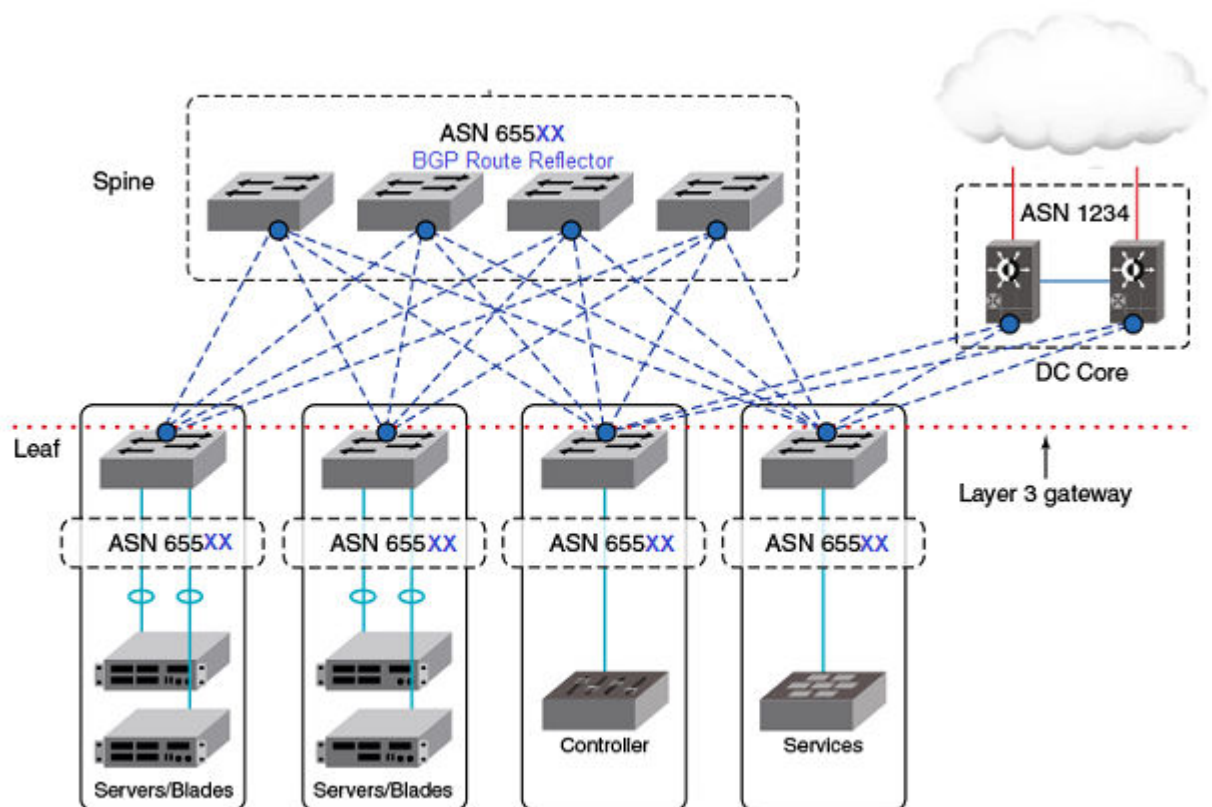 ASN 655XX
BGP Route Reflector
Spine
ASN 1234
DC Core
Leaf
Layer 3 gateway
ASN 655XX
ASN 655XX
ASN 655XX
ASN 655XX
Controller
Services
Servers/Blades
Servers/Blades